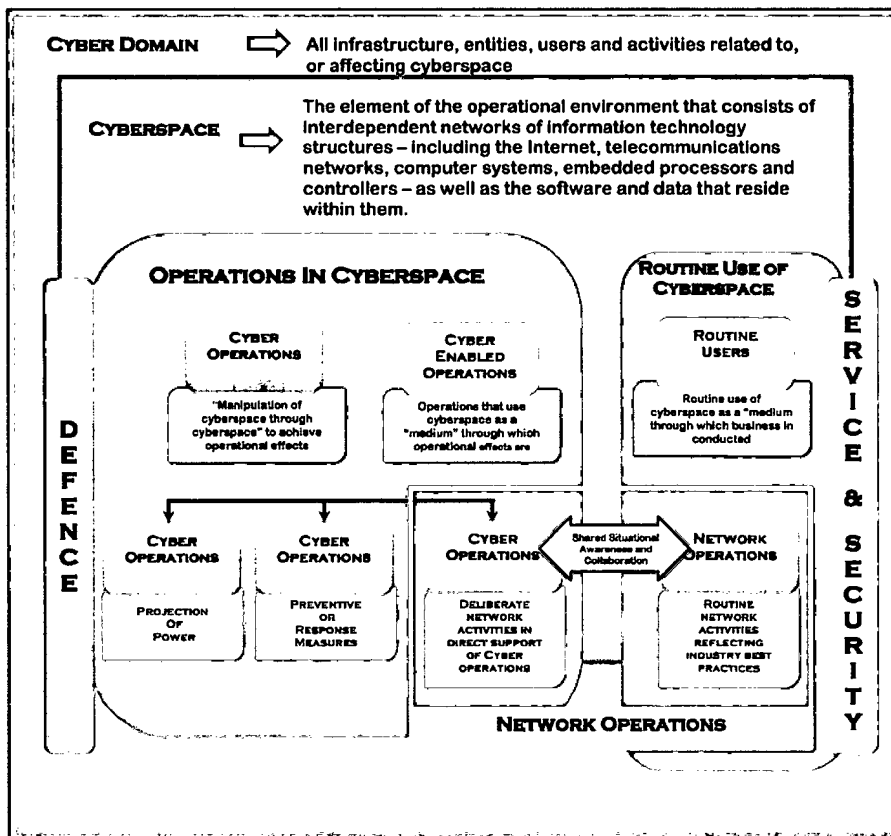 CYBER DOMAIN
All infrastructure, entities, users and activities related to,
or affecting cyberspace
CYBERSPACE
The element of the operational environment that consists of
interdependent networks of information technology
structures – including the Internet, telecommunications
networks, computer systems, embedded processors and
controllers – as well as the software and data that reside
within them.
OPERATIONS IN CYBERSPACE
CYBER
OPERATIONS
"Manipulation of
cyberspace through
cyberspace" to achieve
operational effects
CYBER
ENABLED
OPERATIONS
Operations that use
cyberspace as a
"medium" through which
operational effects are
ROUTINE USE OF
CYBERSPACE
ROUTINE
USERS
Routine use of
cyberspace as a "medium
through which business in
conducted
DEFENCE
CYBER
OPERATIONS
PROJECTION
OF
POWER
CYBER
OPERATIONS
PREVENTIVE
OR
RESPONSE
MEASURES
CYBER
OPERATIONS
DELIBERATE
NETWORK
ACTIVITIES IN
DIRECT SUPPORT
OF CYBER
OPERATIONS
Shared Situational
Awareness and
Collaboration
NETWORK
OPERATIONS
ROUTINE
NETWORK
ACTIVITIES
REFLECTING
INDUSTRY BEST
PRACTICES
NETWORK OPERATIONS
SERVICE & SECURITY